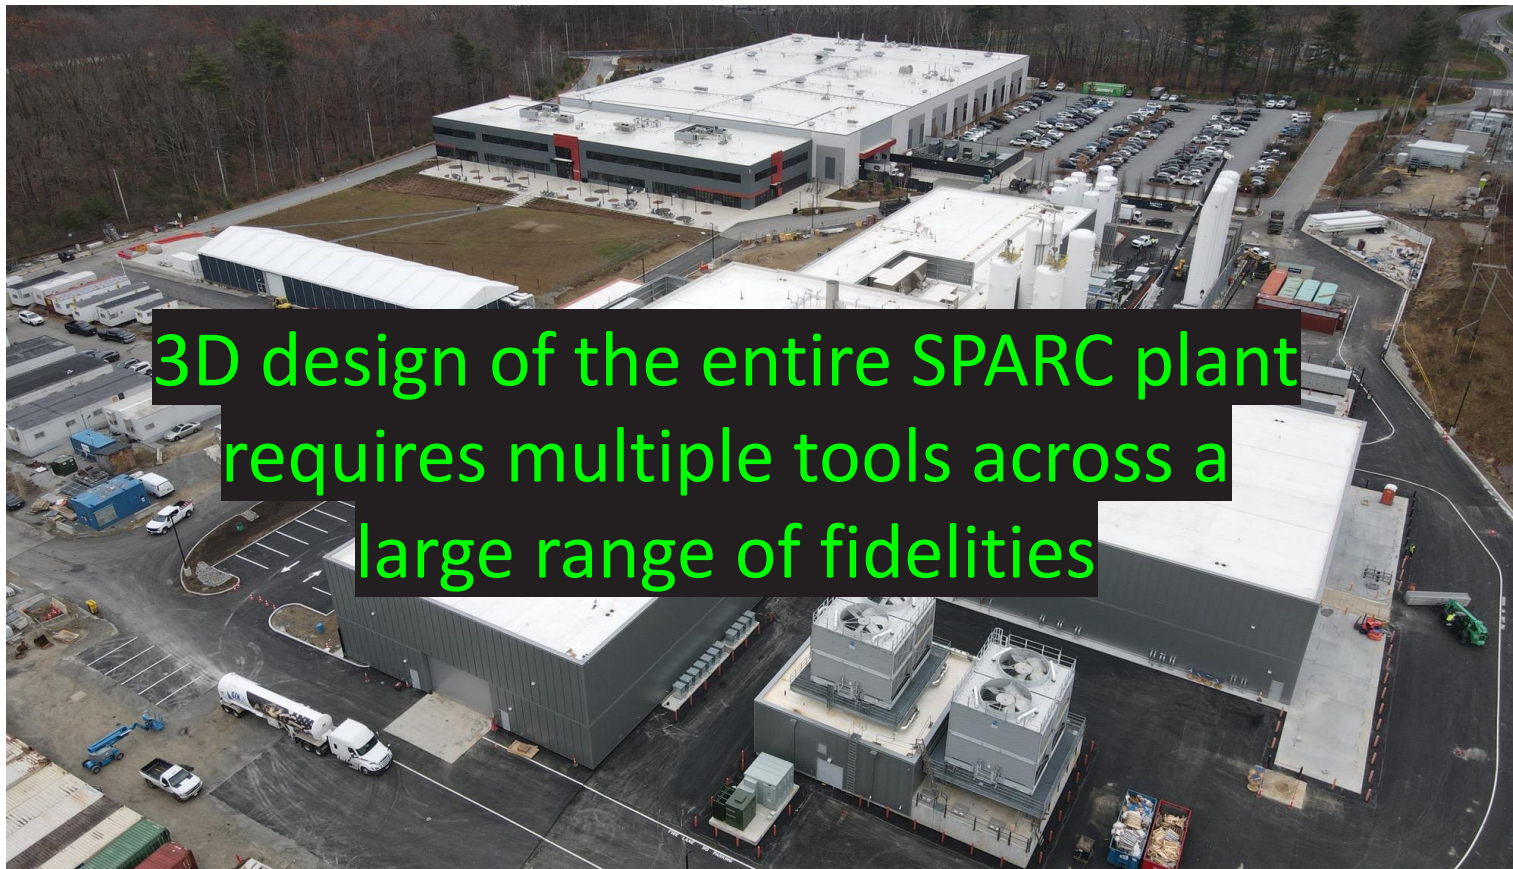 3D design of the entire SPARC plant
requires multiple tools across a
large range of fidelities